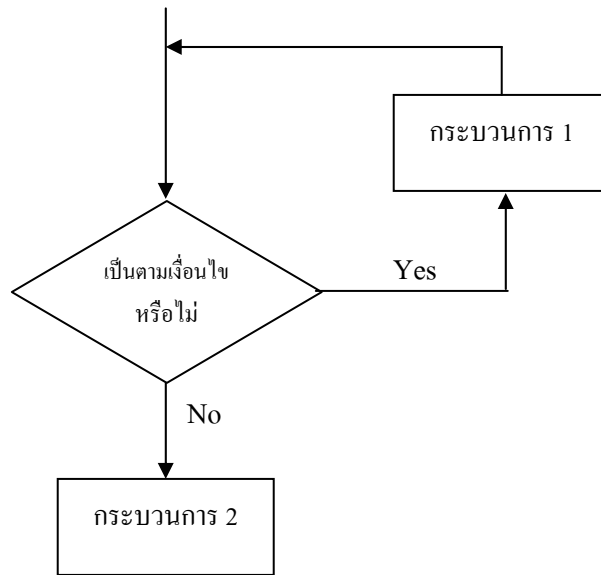 กระบวนการ 1
เป็นตามเงื่อนไข
หรือไม่
Yes
No
กระบวนการ 2